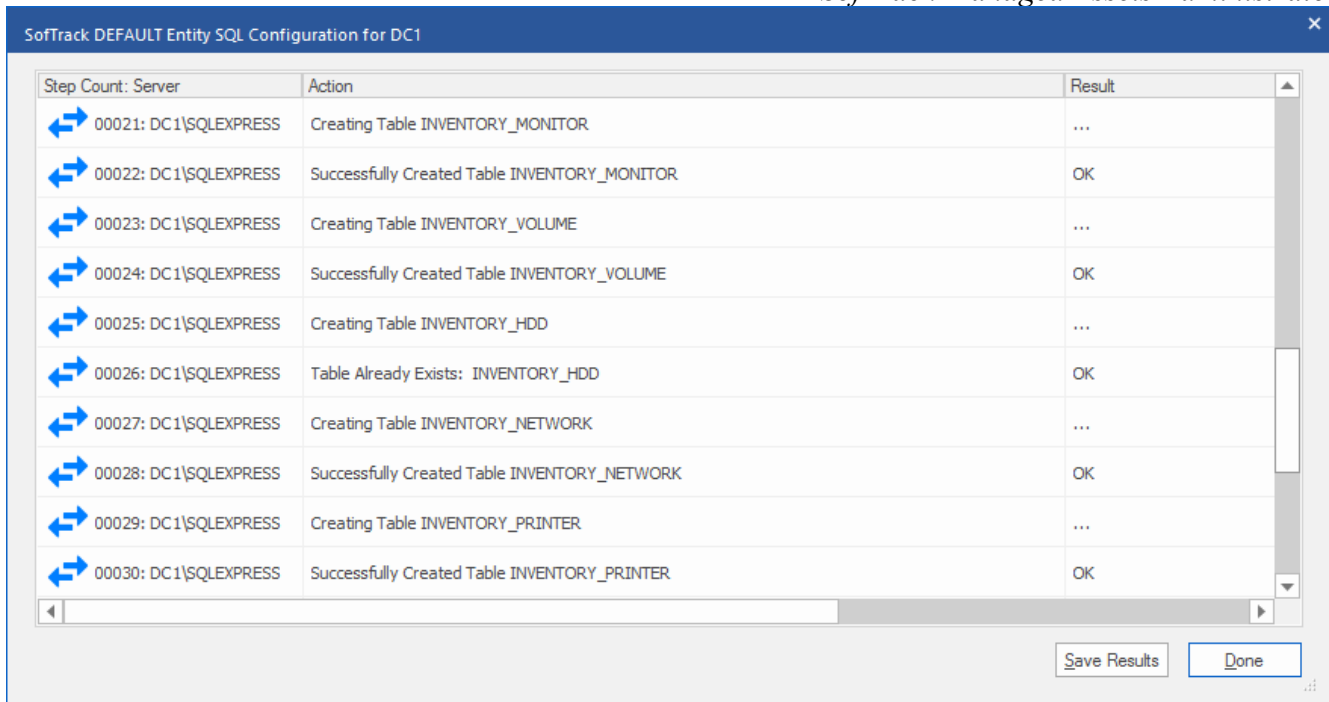 SofTrack DEFAULT Entity SQL Configuration for DC1
Step Count: Server Action Result
00021: DC1\SQLEXPRESS Creating Table INVENTORY_MONITOR ...
00022: DC1\SQLEXPRESS Successfully Created Table INVENTORY_MONITOR OK
00023: DC1\SQLEXPRESS Creating Table INVENTORY_VOLUME ...
00024: DC1\SQLEXPRESS Successfully Created Table INVENTORY_VOLUME OK
00025: DC1\SQLEXPRESS Creating Table INVENTORY_HDD ...
00026: DC1\SQLEXPRESS Table Already Exists: INVENTORY_HDD OK
00027: DC1\SQLEXPRESS Creating Table INVENTORY_NETWORK ...
00028: DC1\SQLEXPRESS Successfully Created Table INVENTORY_NETWORK OK
00029: DC1\SQLEXPRESS Creating Table INVENTORY_PRINTER ...
00030: DC1\SQLEXPRESS Successfully Created Table INVENTORY_PRINTER OK
Save Results Done